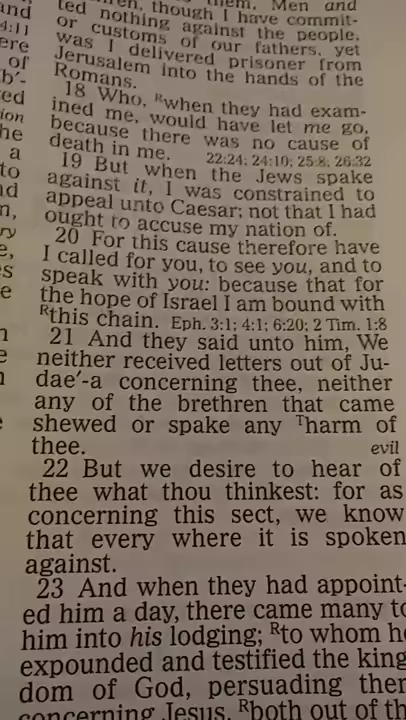 them. Men and
though I have commit-
ted nothing against the people,
or customs of our fathers, yet
was I delivered prisoner from
Jerusalem into the hands of the
Romans.
18 Who, Rwhen they had exam-
ined me, would have let me go,
because there was no cause of
death in me. 22:24; 24:10; 25:8; 26:32
19 But when the Jews spake
against it, I was constrained to
appeal unto Caesar; not that I had
ought to accuse my nation of.
20 For this cause therefore have
I called for you, to see you, and to
speak with you: because that for
the hope of Israel I am bound with
Rthis chain. Eph. 3:1; 4:1; 6:20; 2 Tim. 1:8
21 And they said unto him, We
neither received letters out of Ju-
dae′-a concerning thee, neither
any of the brethren that came
shewed or spake any Tharm of
thee. evil
22 But we desire to hear of
thee what thou thinkest: for as
concerning this sect, we know
that every where it is spoken
against.
23 And when they had appoint-
ed him a day, there came many to
him into his lodging; Rto whom he
expounded and testified the king
dom of God, persuading them
concerning Jesus, Rboth out of th